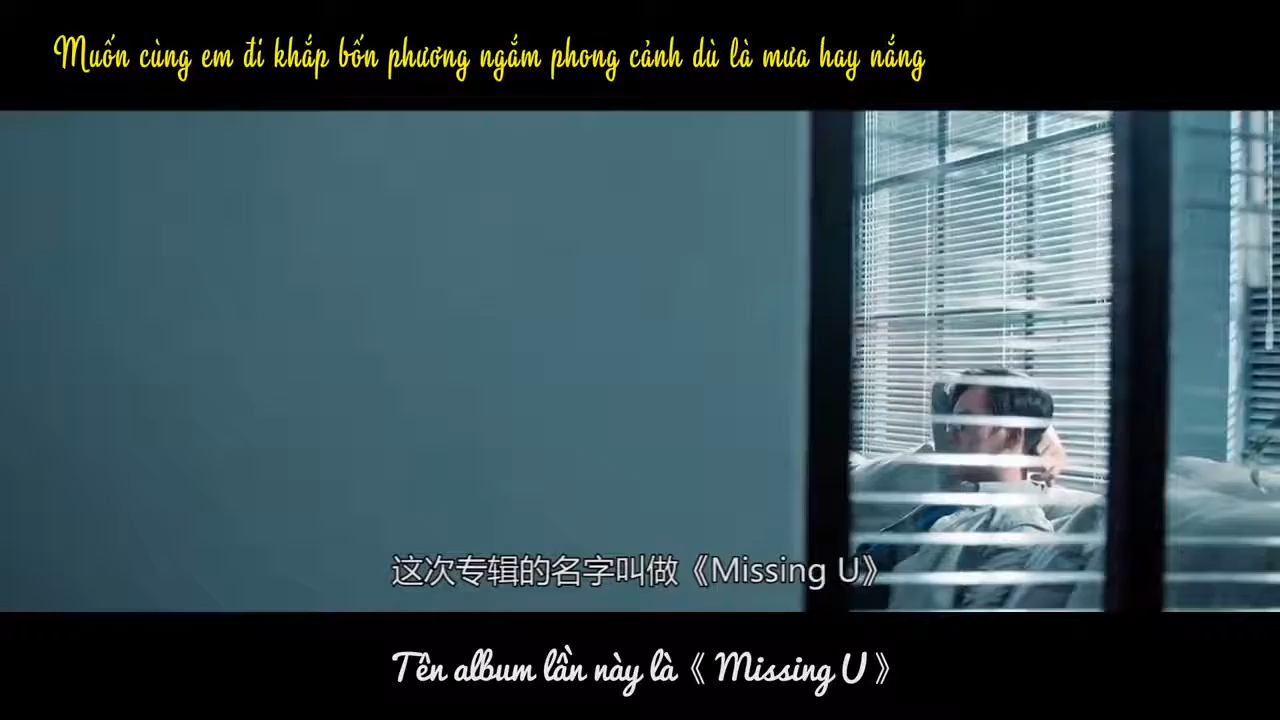 Muốn cùng em đi khắp bốn phương ngắm phong cảnh dù là mưa hay nắng
这次专辑的名字叫做《Missing U》
Tên album lần này là《 Missing U 》